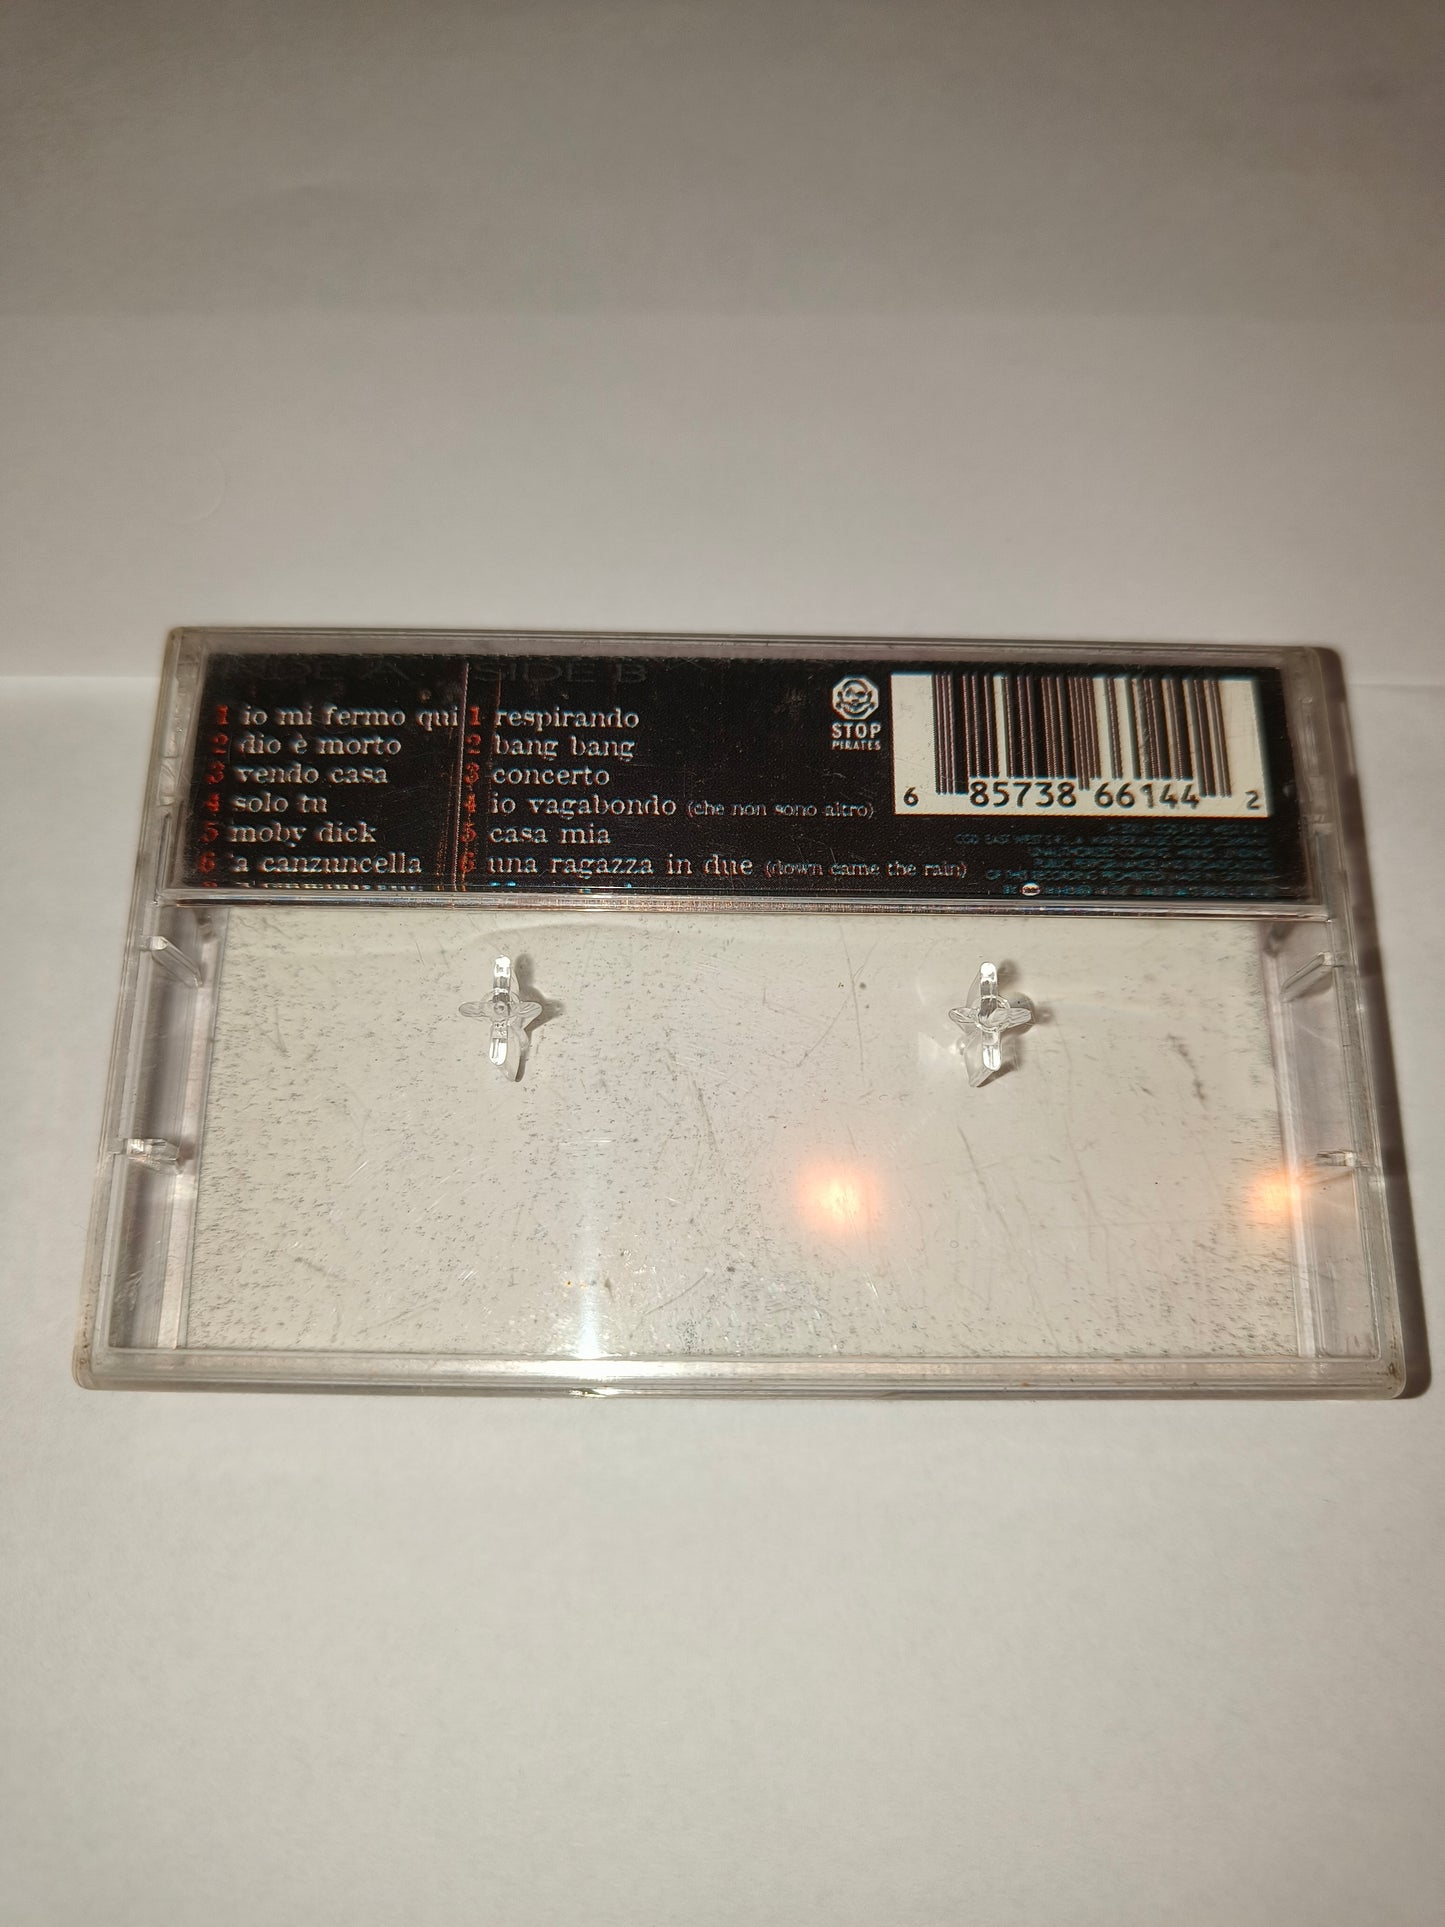 SIDE A
1 io mi fermo qui
2 dio è morto
3 vendo casa
4 solo tu
5 moby dick
6 'a canzuncella
SIDE B
1 respirando
2 bang bang
3 concerto
4 io vagabondo (che non sono altro)
5 casa mia
6 una ragazza in due (down came the rain)
STOP
PIRATES
6 85738 66144 2